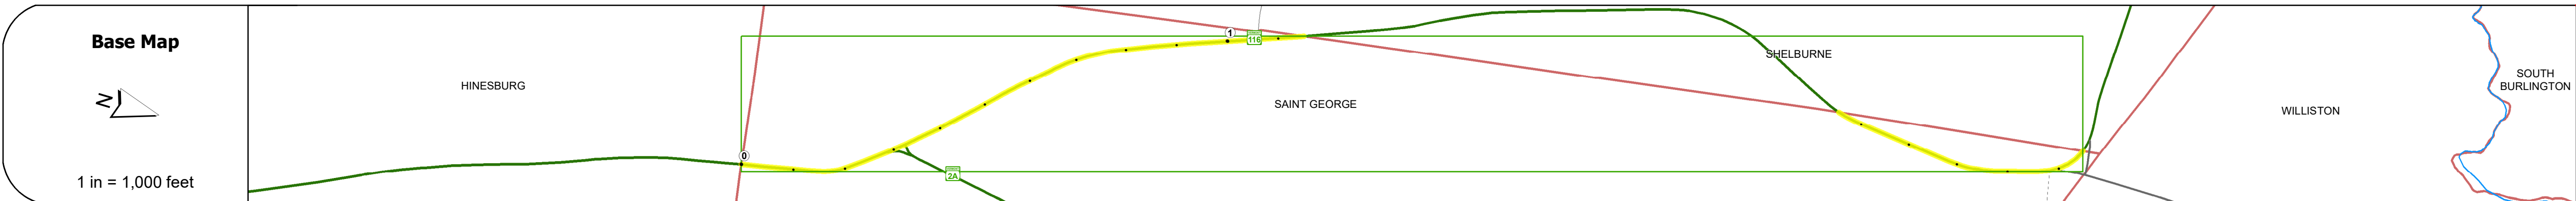 Base Map
N
1 in = 1,000 feet
HINESBURG
0
1
116
2A
SAINT GEORGE
SHELBURNE
WILLISTON
SOUTH
BURLINGTON